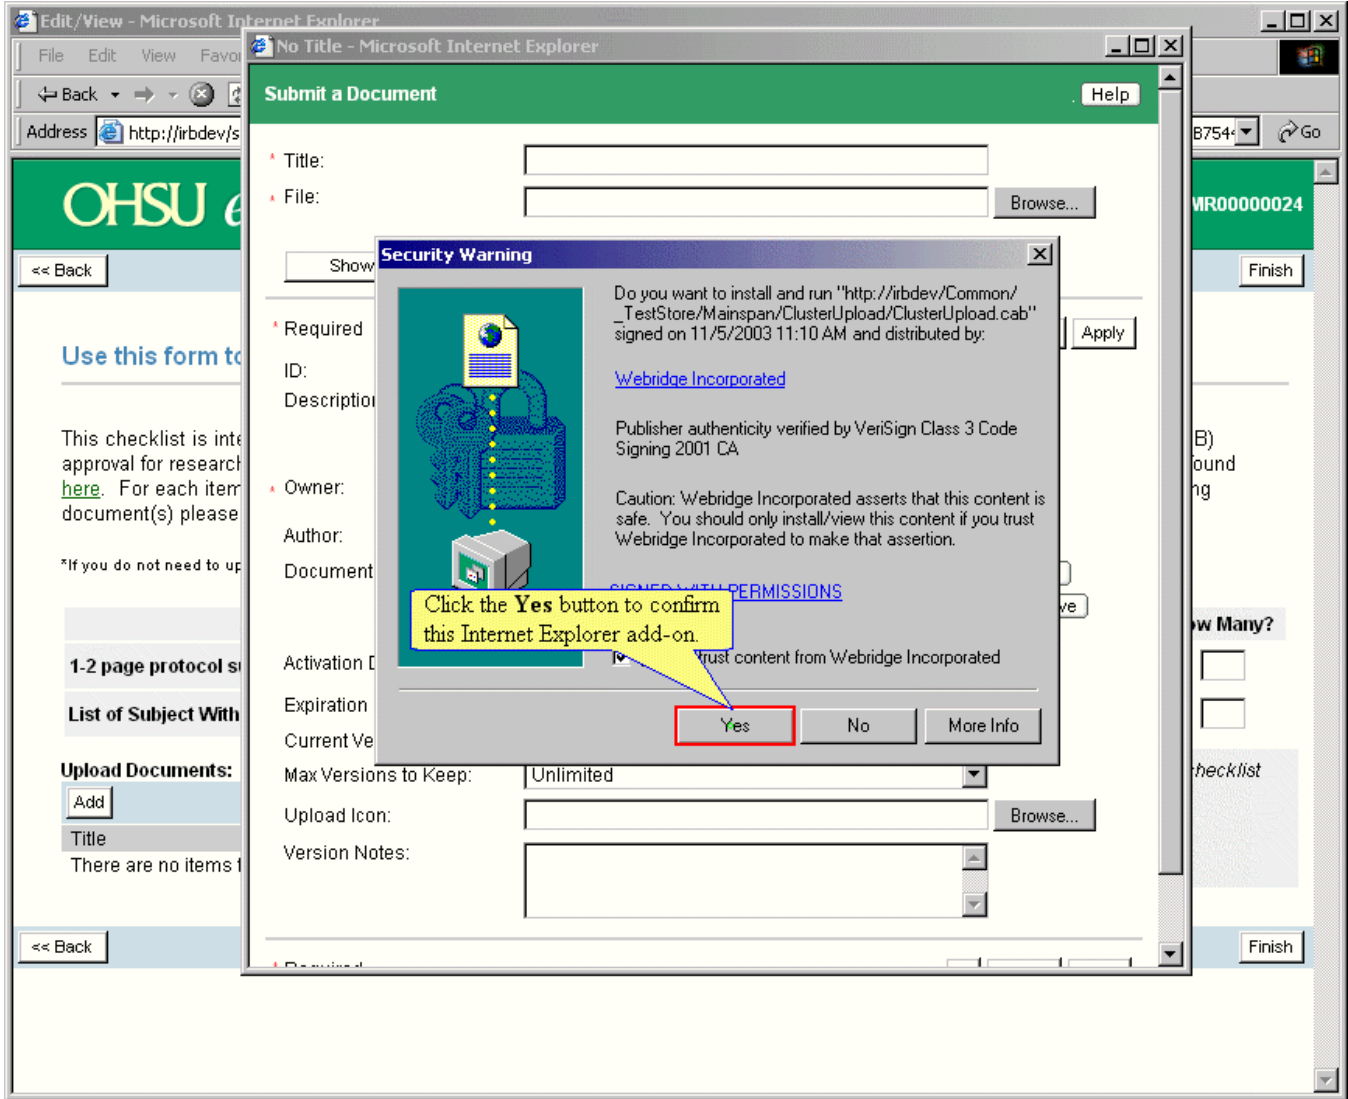 Edit/View - Microsoft Internet Explorer
File Edit View
Back
Address http://irbdev/s
Go
OHSU
MR00000024
<< Back
Finish
Use this form to
This checklist is
approval for research
here. For each item
document(s) please
*If you do not need to
How Many?
1-2 page protocol
List of Subject With
Upload Documents:
checklist
Add
Title
There are no items
<< Back
Finish
No Title - Microsoft Internet Explorer
Submit a Document
Help
* Title:
* File:
Browse...
Show
* Required
Apply
ID:
Description
* Owner:
Author:
Document
Activation
Expiration
Current
Max Versions to Keep:
Unlimited
Upload Icon:
Browse...
Version Notes:
* Required
Security Warning
Do you want to install and run "http://irbdev/Common/
_TestStore/Mainspan/ClusterUpload/ClusterUpload.cab"
signed on 11/5/2003 11:10 AM and distributed by:
Webridge Incorporated
Publisher authenticity verified by VeriSign Class 3 Code
Signing 2001 CA
Caution: Webridge Incorporated asserts that this content is
safe. You should only install/view this content if you trust
Webridge Incorporated to make that assertion.
SIGNED WITH PERMISSIONS
trust content from Webridge Incorporated
Yes
No
More Info
Click the Yes button to confirm
this Internet Explorer add-on.